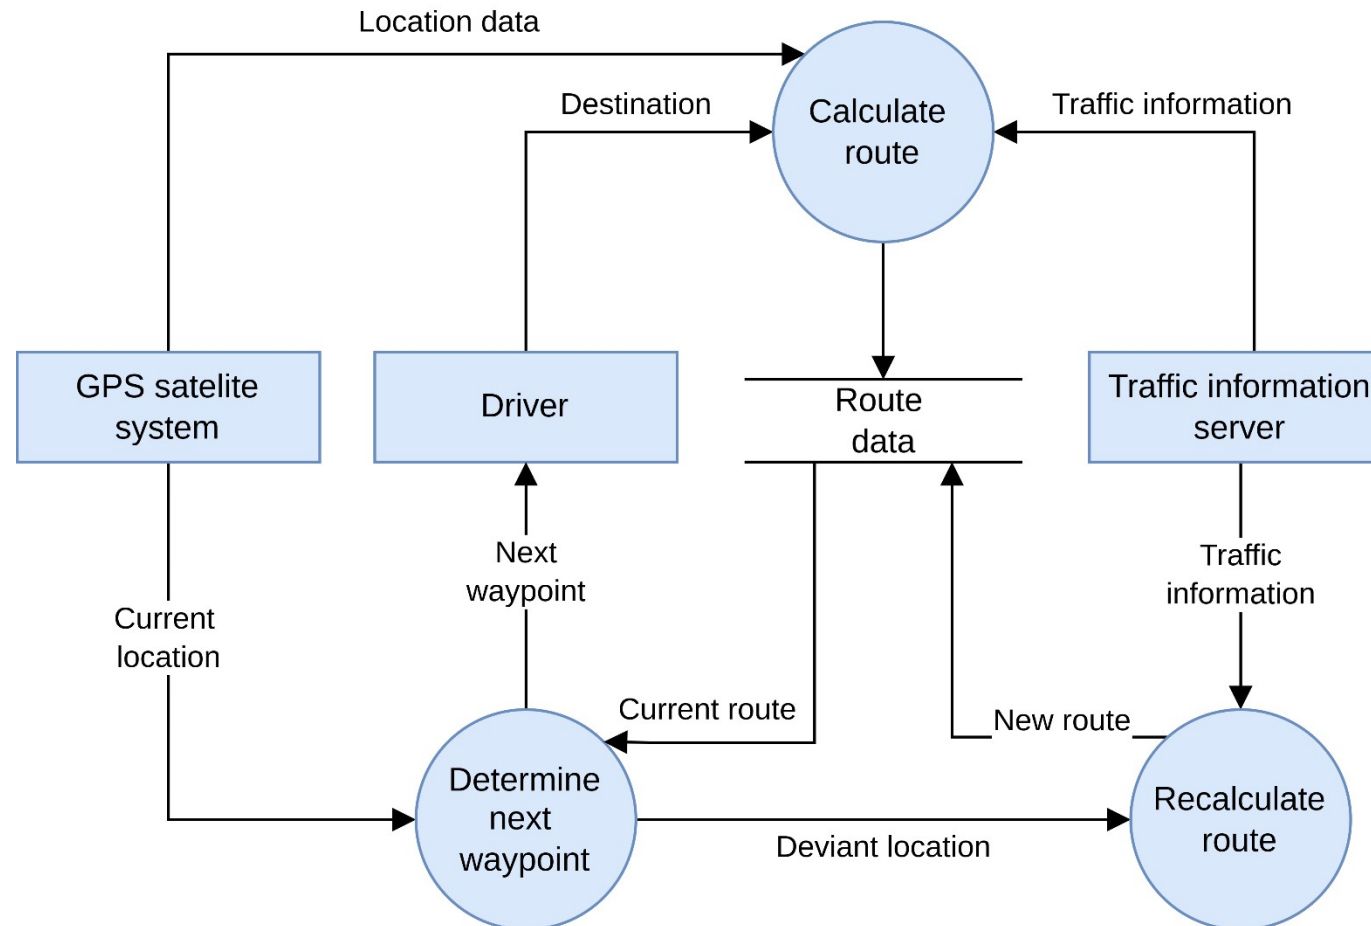 Location data
Destination
Traffic information
Calculate
route
GPS satelite
system
Driver
Route
data
Traffic information
server
Next
waypoint
Traffic
information
Current
location
Current route
New route
Determine
next
waypoint
Recalculate
route
Deviant location